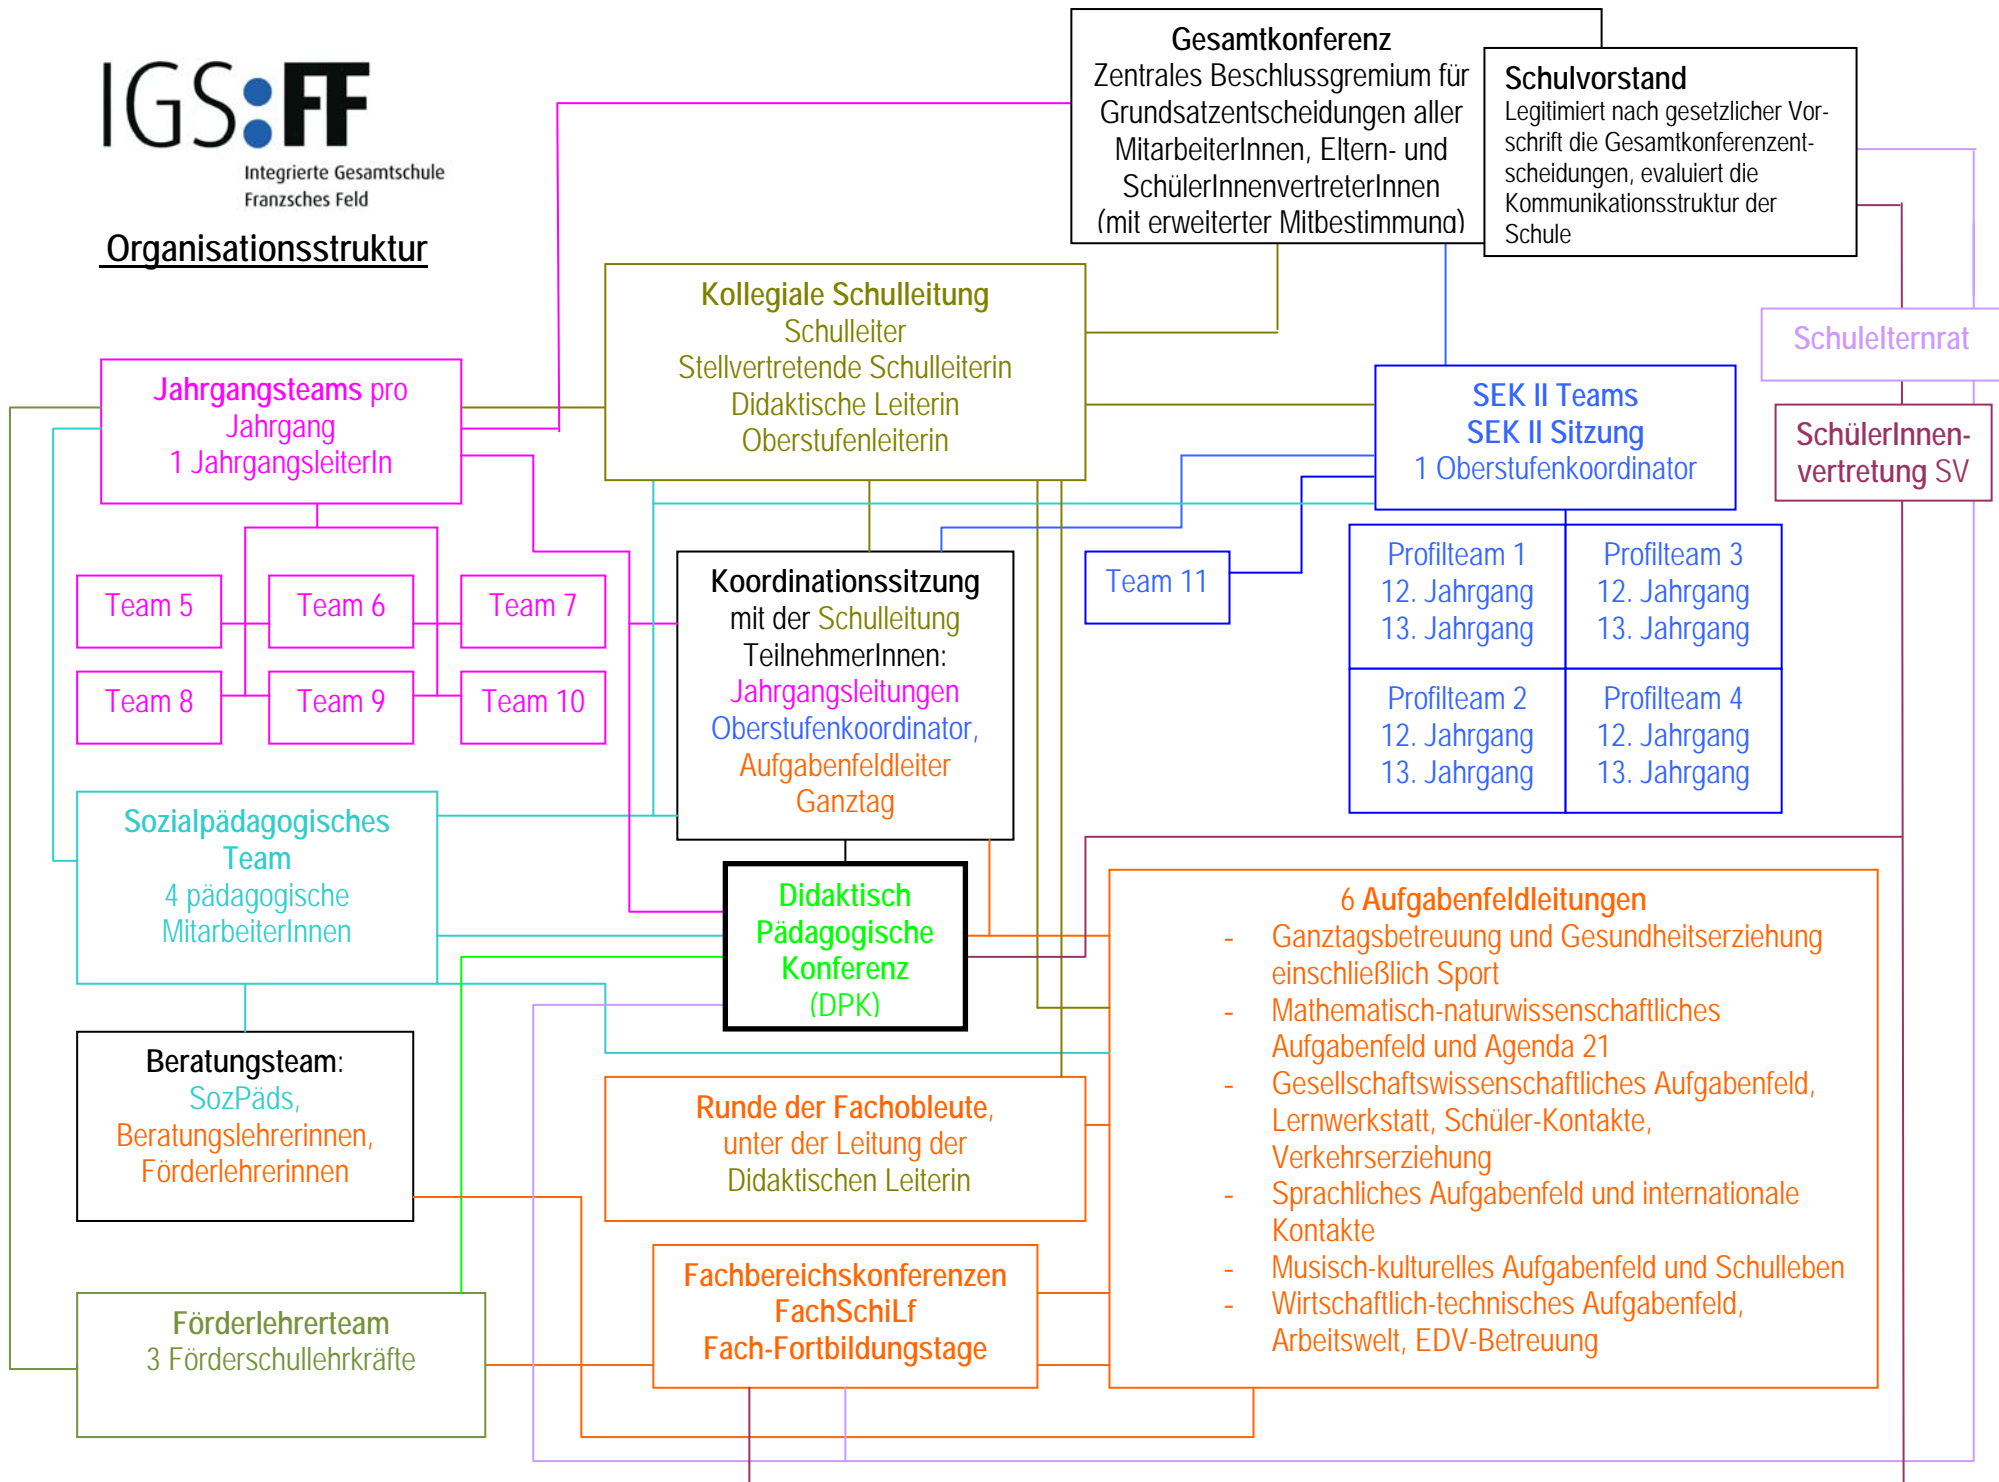 IGS:FF
Integrierte Gesamtschule
Franzsches Feld
Organisationsstruktur
Gesamtkonferenz
Zentrales Beschlussgremium für
Grundsatzentscheidungen aller
MitarbeiterInnen, Eltern- und
SchülerInnenvertreterInnen
(mit erweiterter Mitbestimmung)
Schulvorstand
Legitimiert nach gesetzlicher Vor-
schrift die Gesamtkonferenzent-
scheidungen, evaluiert die
Kommunikationsstruktur der
Schule
Kollegiale Schulleitung
Schulleiter
Stellvertretende Schulleiterin
Didaktische Leiterin
Oberstufenleiterin
Schulelternrat
Jahrgangsteams pro
Jahrgang
1 JahrgangsleiterIn
SEK II Teams
SEK II Sitzung
1 Oberstufenkoordinator
SchülerInnen-
vertretung SV
Team 5
Team 6
Team 7
Team 8
Team 9
Team 10
Koordinationssitzung
mit der Schulleitung
TeilnehmerInnen:
Jahrgangsleitungen
Oberstufenkoordinator,
Aufgabenfeldleiter
Ganztag
Team 11
Profilteam 1
12. Jahrgang
13. Jahrgang
Profilteam 3
12. Jahrgang
13. Jahrgang
Profilteam 2
12. Jahrgang
13. Jahrgang
Profilteam 4
12. Jahrgang
13. Jahrgang
Sozialpädagogisches
Team
4 pädagogische
MitarbeiterInnen
Didaktisch
Pädagogische
Konferenz
(DPK)
6 Aufgabenfeldleitungen
- Ganztagsbetreuung und Gesundheitserziehung
einschließlich Sport
- Mathematisch-naturwissenschaftliches
Aufgabenfeld und Agenda 21
- Gesellschaftswissenschaftliches Aufgabenfeld,
Lernwerkstatt, Schüler-Kontakte,
Verkehrserziehung
- Sprachliches Aufgabenfeld und internationale
Kontakte
- Musisch-kulturelles Aufgabenfeld und Schulleben
- Wirtschaftlich-technisches Aufgabenfeld,
Arbeitswelt, EDV-Betreuung
Beratungsteam:
SozPäds,
Beratungslehrerinnen,
Förderlehrerinnen
Runde der Fachobleute,
unter der Leitung der
Didaktischen Leiterin
Fachbereichskonferenzen
FachSchiLf
Fach-Fortbildungstage
Förderlehrerteam
3 Förderschullehrkräfte